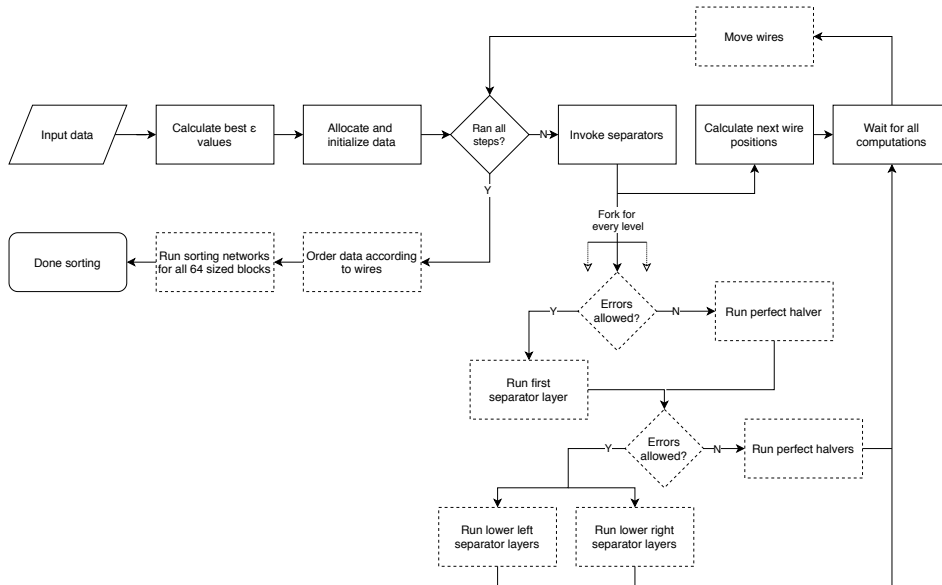 Move wires
Input data
Calculate best ε
values
Allocate and
initialize data
Ran all
steps?
N
Invoke separators
Calculate next wire
positions
Wait for all
computations
Y
Fork for
every level
Done sorting
Run sorting networks
for all 64 sized blocks
Order data according
to wires
Errors
allowed?
Y
N
Run perfect halver
Run first
separator layer
Errors
allowed?
Y
N
Run perfect halvers
Run lower left
separator layers
Run lower right
separator layers